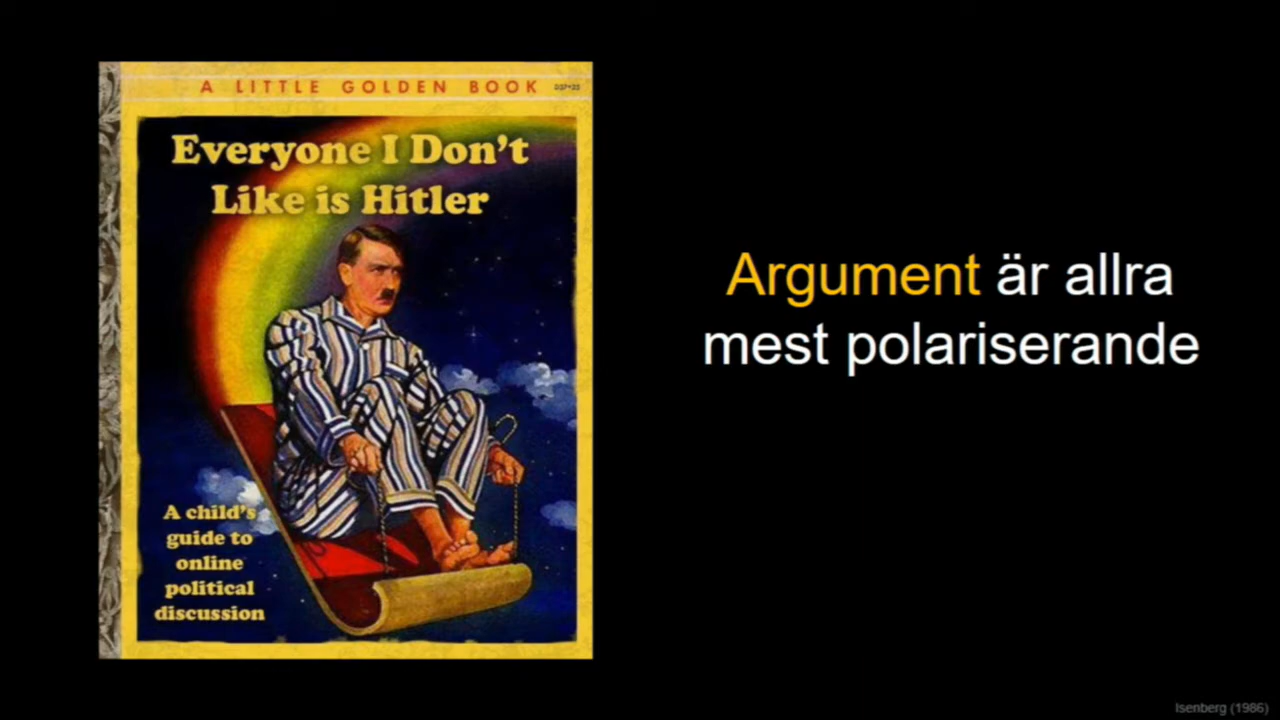 A LITTLE GOLDEN BOOK
Everyone I Don't
Like is Hitler
A child's
guide to
online
political
discussion
Argument är allra
mest polariserande
Isenberg (1986)